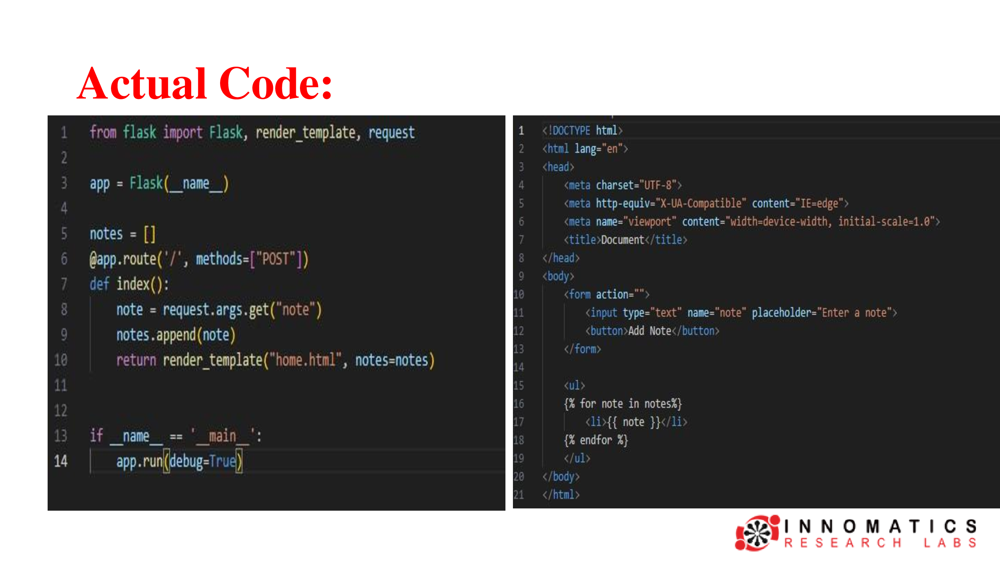 Actual Code:
1 from flask import Flask, render_template, request
2
3 app = Flask(__name__)
4
5 notes = []
6 @app.route('/', methods=["POST"])
7 def index():
8     note = request.args.get("note")
9     notes.append(note)
10     return render_template("home.html", notes=notes)
11
12
13 if __name__ == '__main__':
14     app.run(debug=True)
1 <!DOCTYPE html>
2 <html lang="en">
3 <head>
4     <meta charset="UTF-8">
5     <meta http-equiv="X-UA-Compatible" content="IE=edge">
6     <meta name="viewport" content="width=device-width, initial-scale=1.0">
7     <title>Document</title>
8 </head>
9 <body>
10     <form action="">
11         <input type="text" name="note" placeholder="Enter a note">
12         <button>Add Note</button>
13     </form>
14
15     <ul>
16     {% for note in notes%}
17         <li>{{ note }}</li>
18     {% endfor %}
19     </ul>
20 </body>
21 </html>
INNOMATICS
RESEARCH LABS